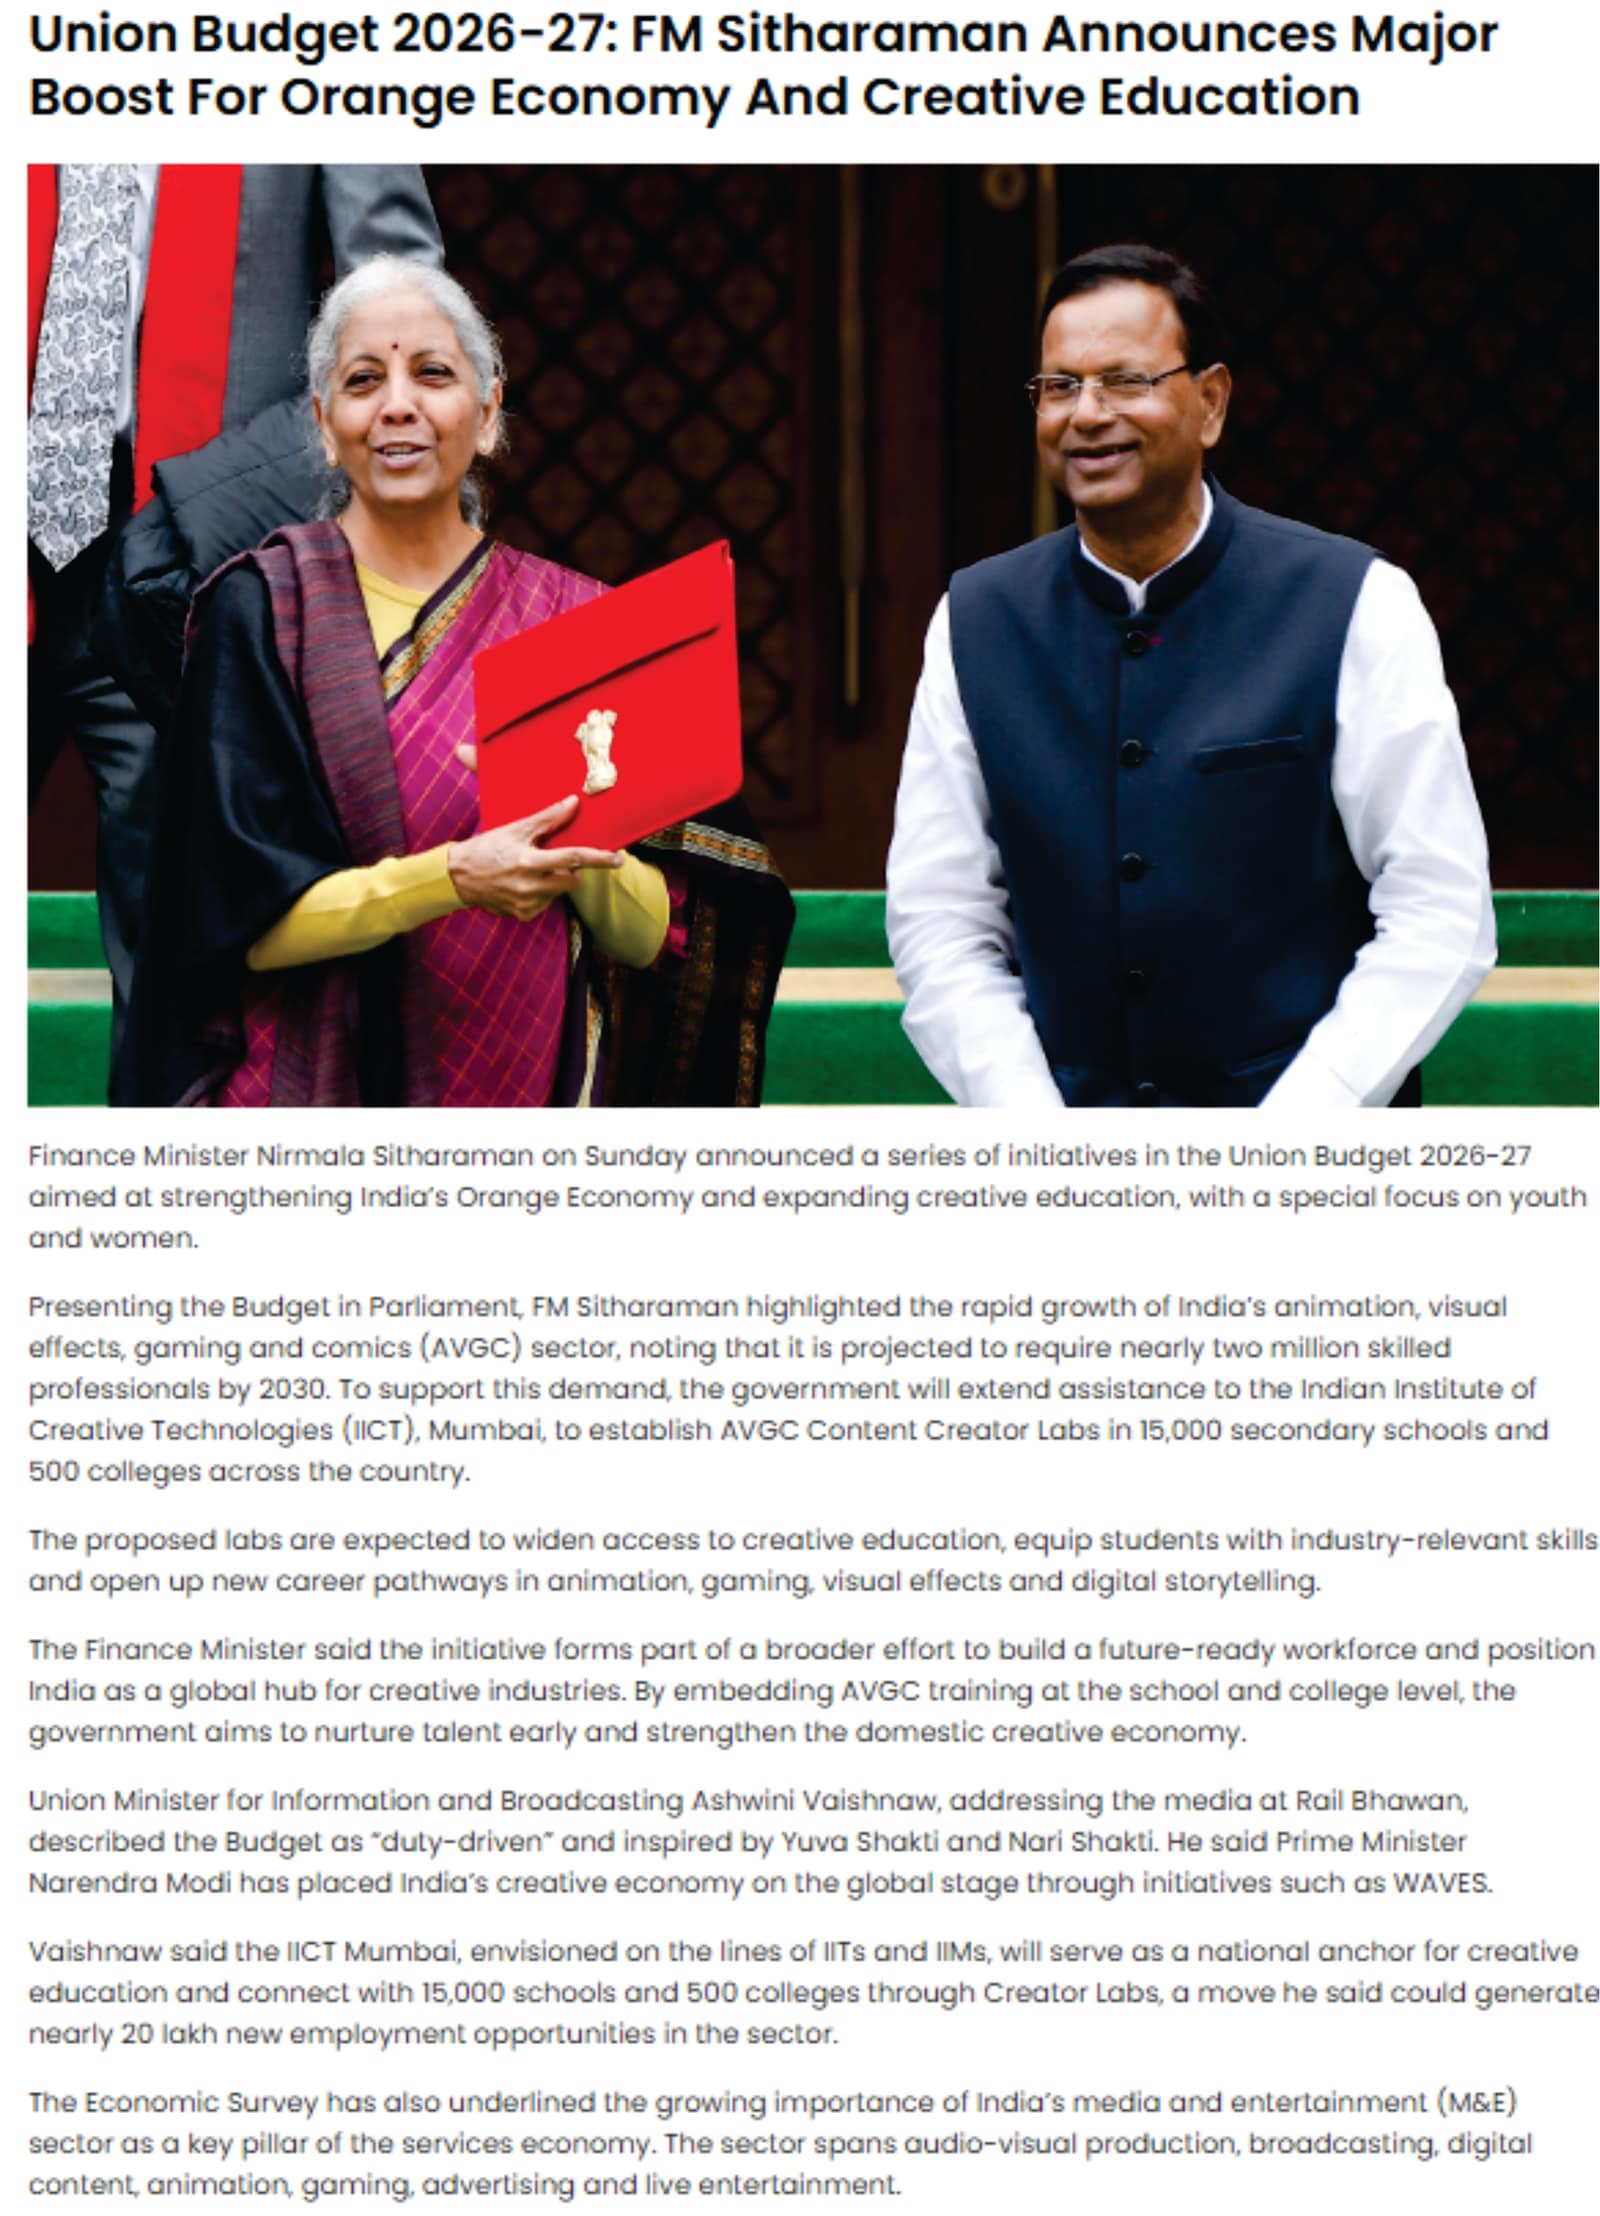 Union Budget 2026-27: FM Sitharaman Announces Major
Boost For Orange Economy And Creative Education
Finance Minister Nirmala Sitharaman on Sunday announced a series of initiatives in the Union Budget 2026-27
aimed at strengthening India's Orange Economy and expanding creative education, with a special focus on youth
and women.
Presenting the Budget in Parliament, FM Sitharaman highlighted the rapid growth of India's animation, visual
effects, gaming and comics (AVGC) sector, noting that it is projected to require nearly two million skilled
professionals by 2030. To support this demand, the government will extend assistance to the Indian Institute of
Creative Technologies (IICT), Mumbai, to establish AVGC Content Creator Labs in 15,000 secondary schools and
500 colleges across the country.
The proposed labs are expected to widen access to creative education, equip students with industry-relevant skills
and open up new career pathways in animation, gaming, visual effects and digital storytelling.
The Finance Minister said the initiative forms part of a broader effort to build a future-ready workforce and position
India as a global hub for creative industries. By embedding AVGC training at the school and college level, the
government aims to nurture talent early and strengthen the domestic creative economy.
Union Minister for Information and Broadcasting Ashwini Vaishnaw, addressing the media at Rail Bhawan,
described the Budget as "duty-driven" and inspired by Yuva Shakti and Nari Shakti. He said Prime Minister
Narendra Modi has placed India's creative economy on the global stage through initiatives such as WAVES.
Vaishnaw said the IICT Mumbai, envisioned on the lines of IITs and IIMs, will serve as a national anchor for creative
education and connect with 15,000 schools and 500 colleges through Creator Labs, a move he said could generate
nearly 20 lakh new employment opportunities in the sector.
The Economic Survey has also underlined the growing importance of India's media and entertainment (M&E)
sector as a key pillar of the services economy. The sector spans audio-visual production, broadcasting, digital
content, animation, gaming, advertising and live entertainment.